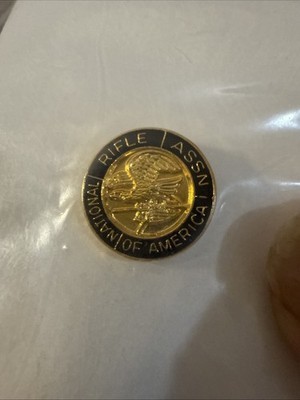 NATIONAL RIFLE ASSN OF AMERICA